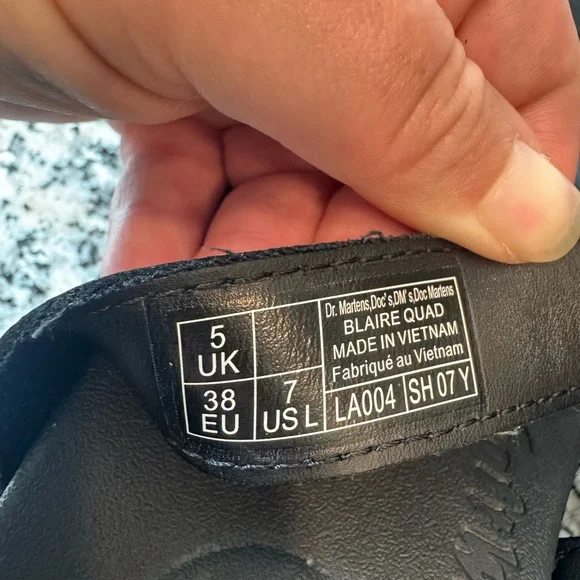 Dr. Martens,Doc's,DM's,Doc Martens
BLAIRE QUAD
MADE IN VIETNAM
Fabriqué au Vietnam
5
UK
38
EU
7
US L
LA004
SH 07 Y